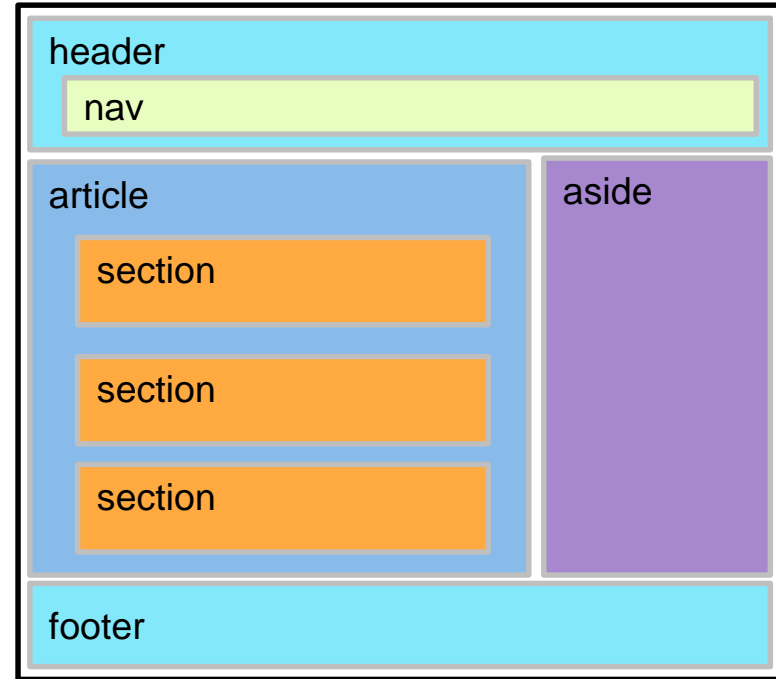 header
nav
article
aside
section
section
section
footer